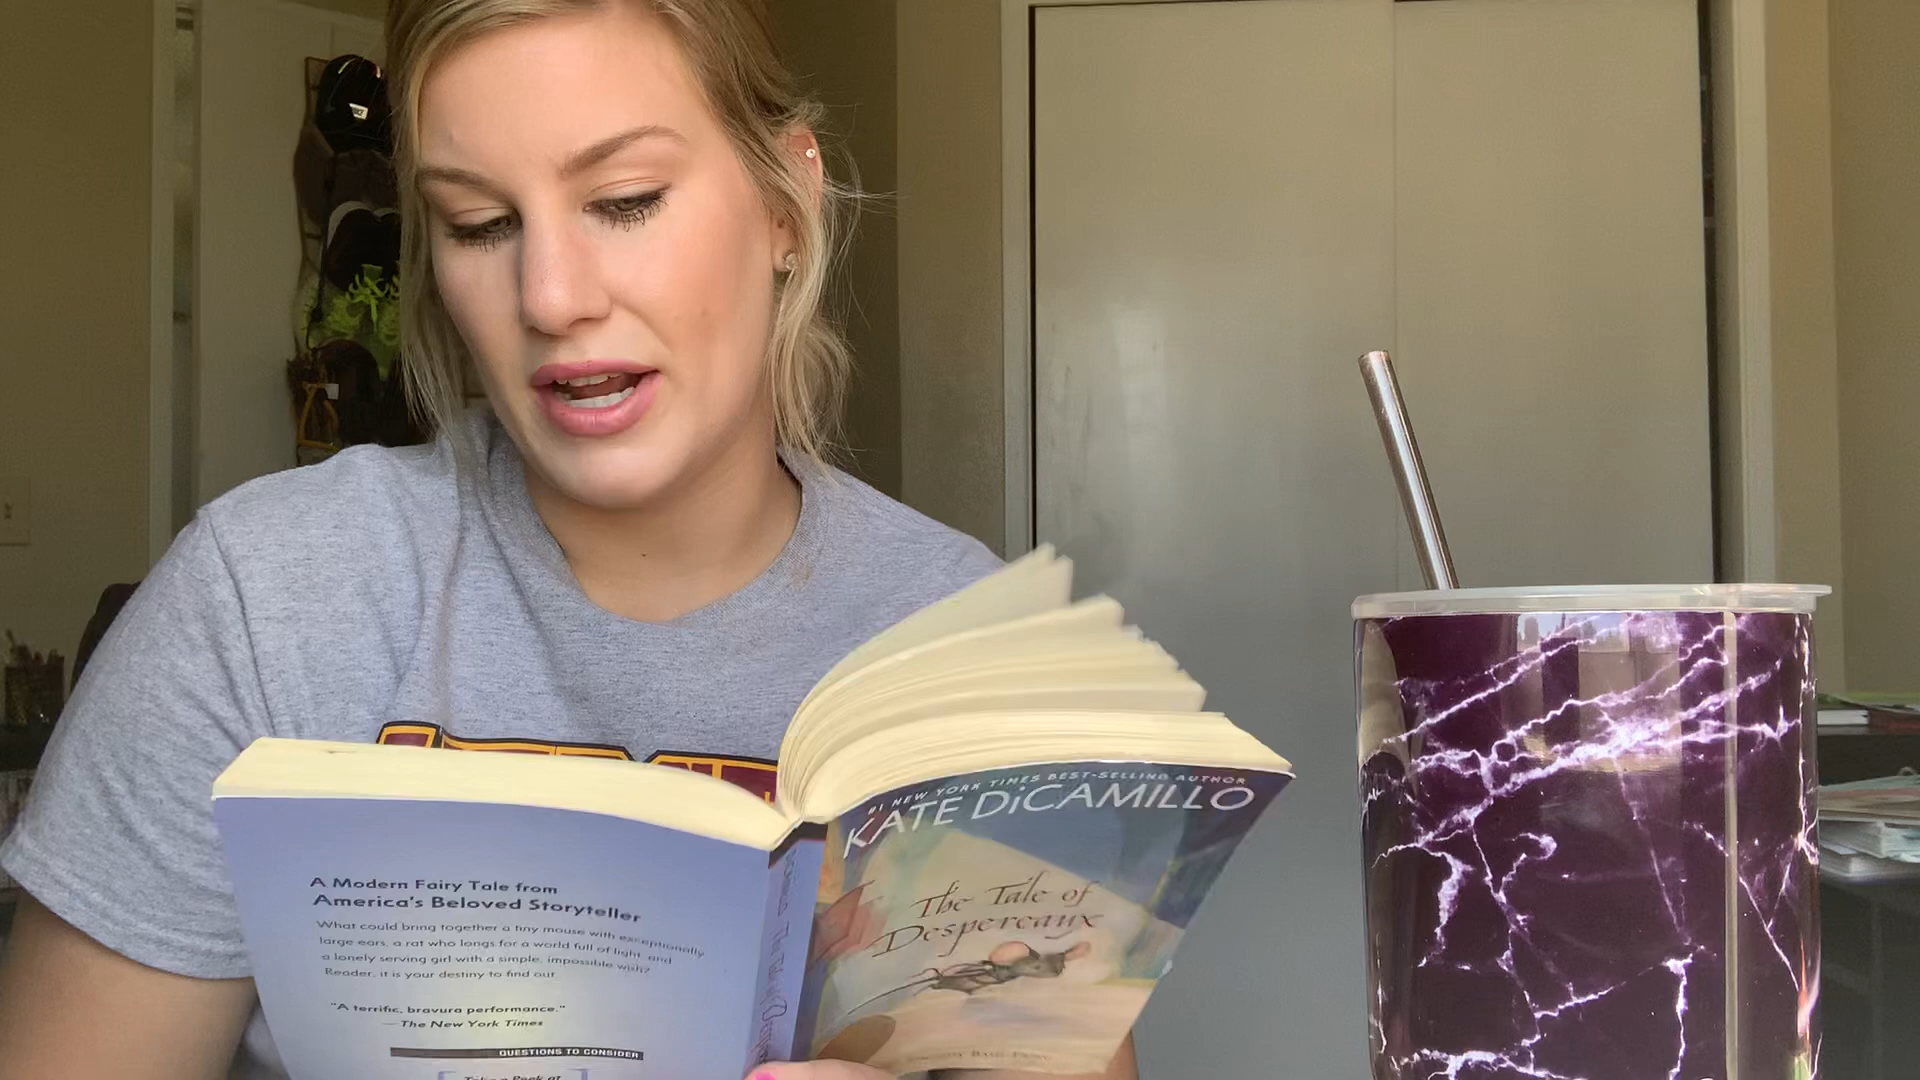 A Modern Fairy Tale from
America's Beloved Storyteller
What could bring together a tiny mouse with exceptionally
large ears, a rat who longs for a world full of light, and
a lonely serving girl with a simple, impossible wish?
Reader, it is your destiny to find out.
"A terrific, bravura performance."
— The New York Times
QUESTIONS TO CONSIDER
Take a Peek at
#1 NEW YORK TIMES BEST-SELLING AUTHOR
KATE DiCAMILLO
The Tale of
Despereaux